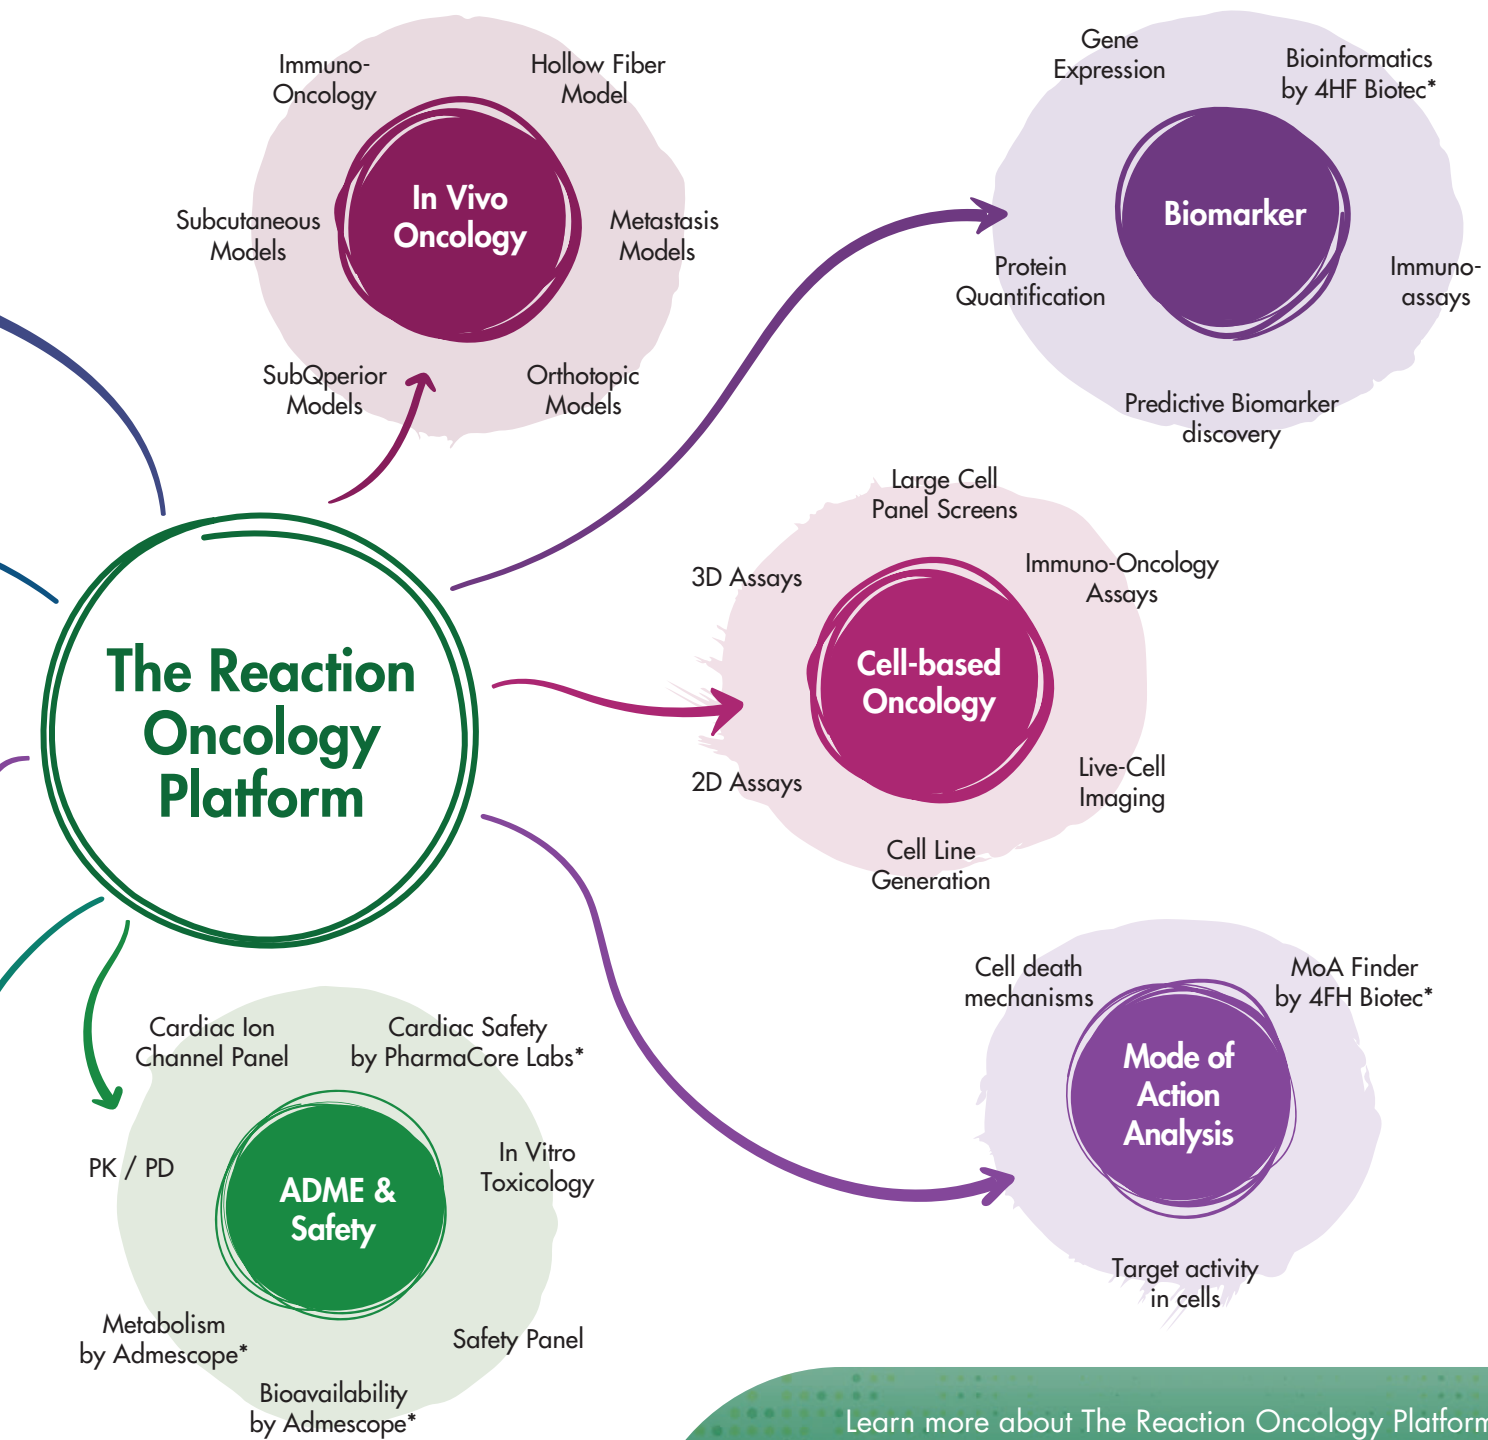 Immuno-
Oncology
Hollow Fiber
Model
In Vivo
Oncology
Subcutaneous
Models
Metastasis
Models
SubQperior
Models
Orthotopic
Models
Gene
Expression
Bioinformatics
by 4HF Biotec*
Biomarker
Protein
Quantification
Immuno-
assays
Predictive Biomarker
discovery
Large Cell
Panel Screens
3D Assays
Immuno-Oncology
Assays
Cell-based
Oncology
2D Assays
Live-Cell
Imaging
Cell Line
Generation
The Reaction
Oncology
Platform
Cell death
mechanisms
MoA Finder
by 4FH Biotec*
Mode of
Action
Analysis
Target activity
in cells
Cardiac Ion
Channel Panel
Cardiac Safety
by PharmaCore Labs*
PK / PD
In Vitro
Toxicology
ADME &
Safety
Metabolism
by Admescope*
Safety Panel
Bioavailability
by Admescope*
Learn more about The Reaction Oncology Platform